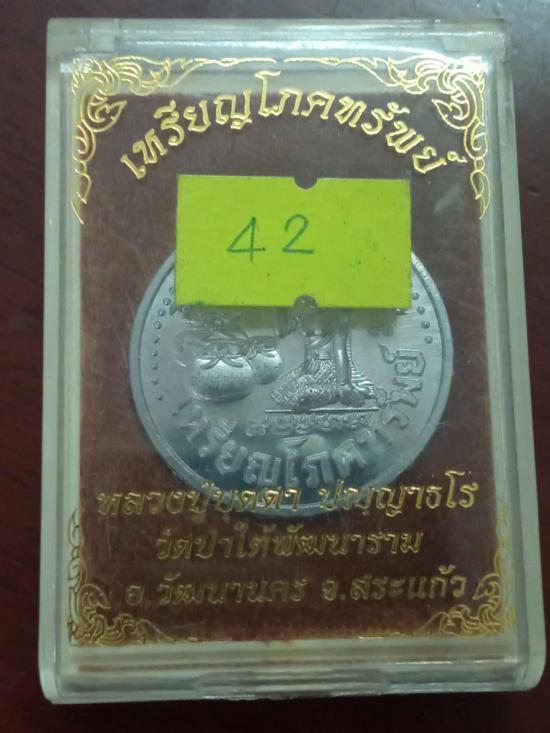 เหรียญโภคทรัพย์
42
เหรียญโภคทรัพย์
หลวงปู่บุดดา ปญฺญาธโร
วัดป่าใต้พัฒนาราม
อ.วัฒนานคร จ.สระแก้ว